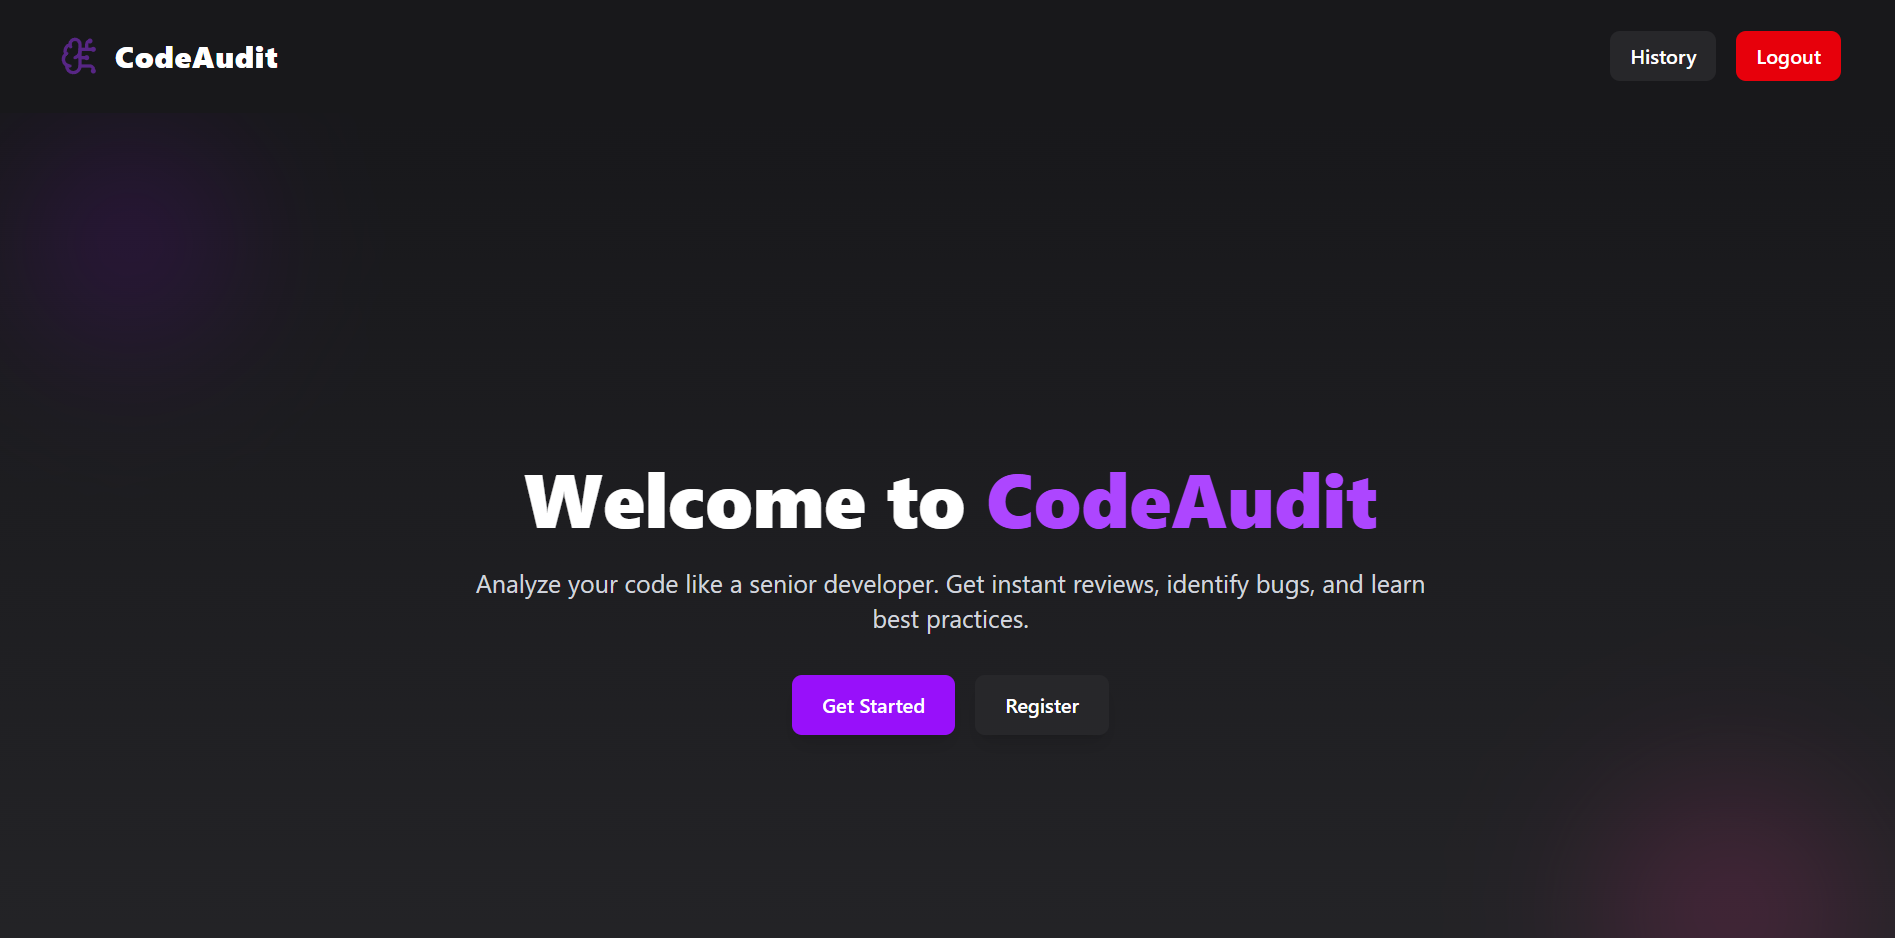 CodeAudit
History
Logout
Welcome to CodeAudit
Analyze your code like a senior developer. Get instant reviews, identify bugs, and learn
best practices.
Get Started
Register